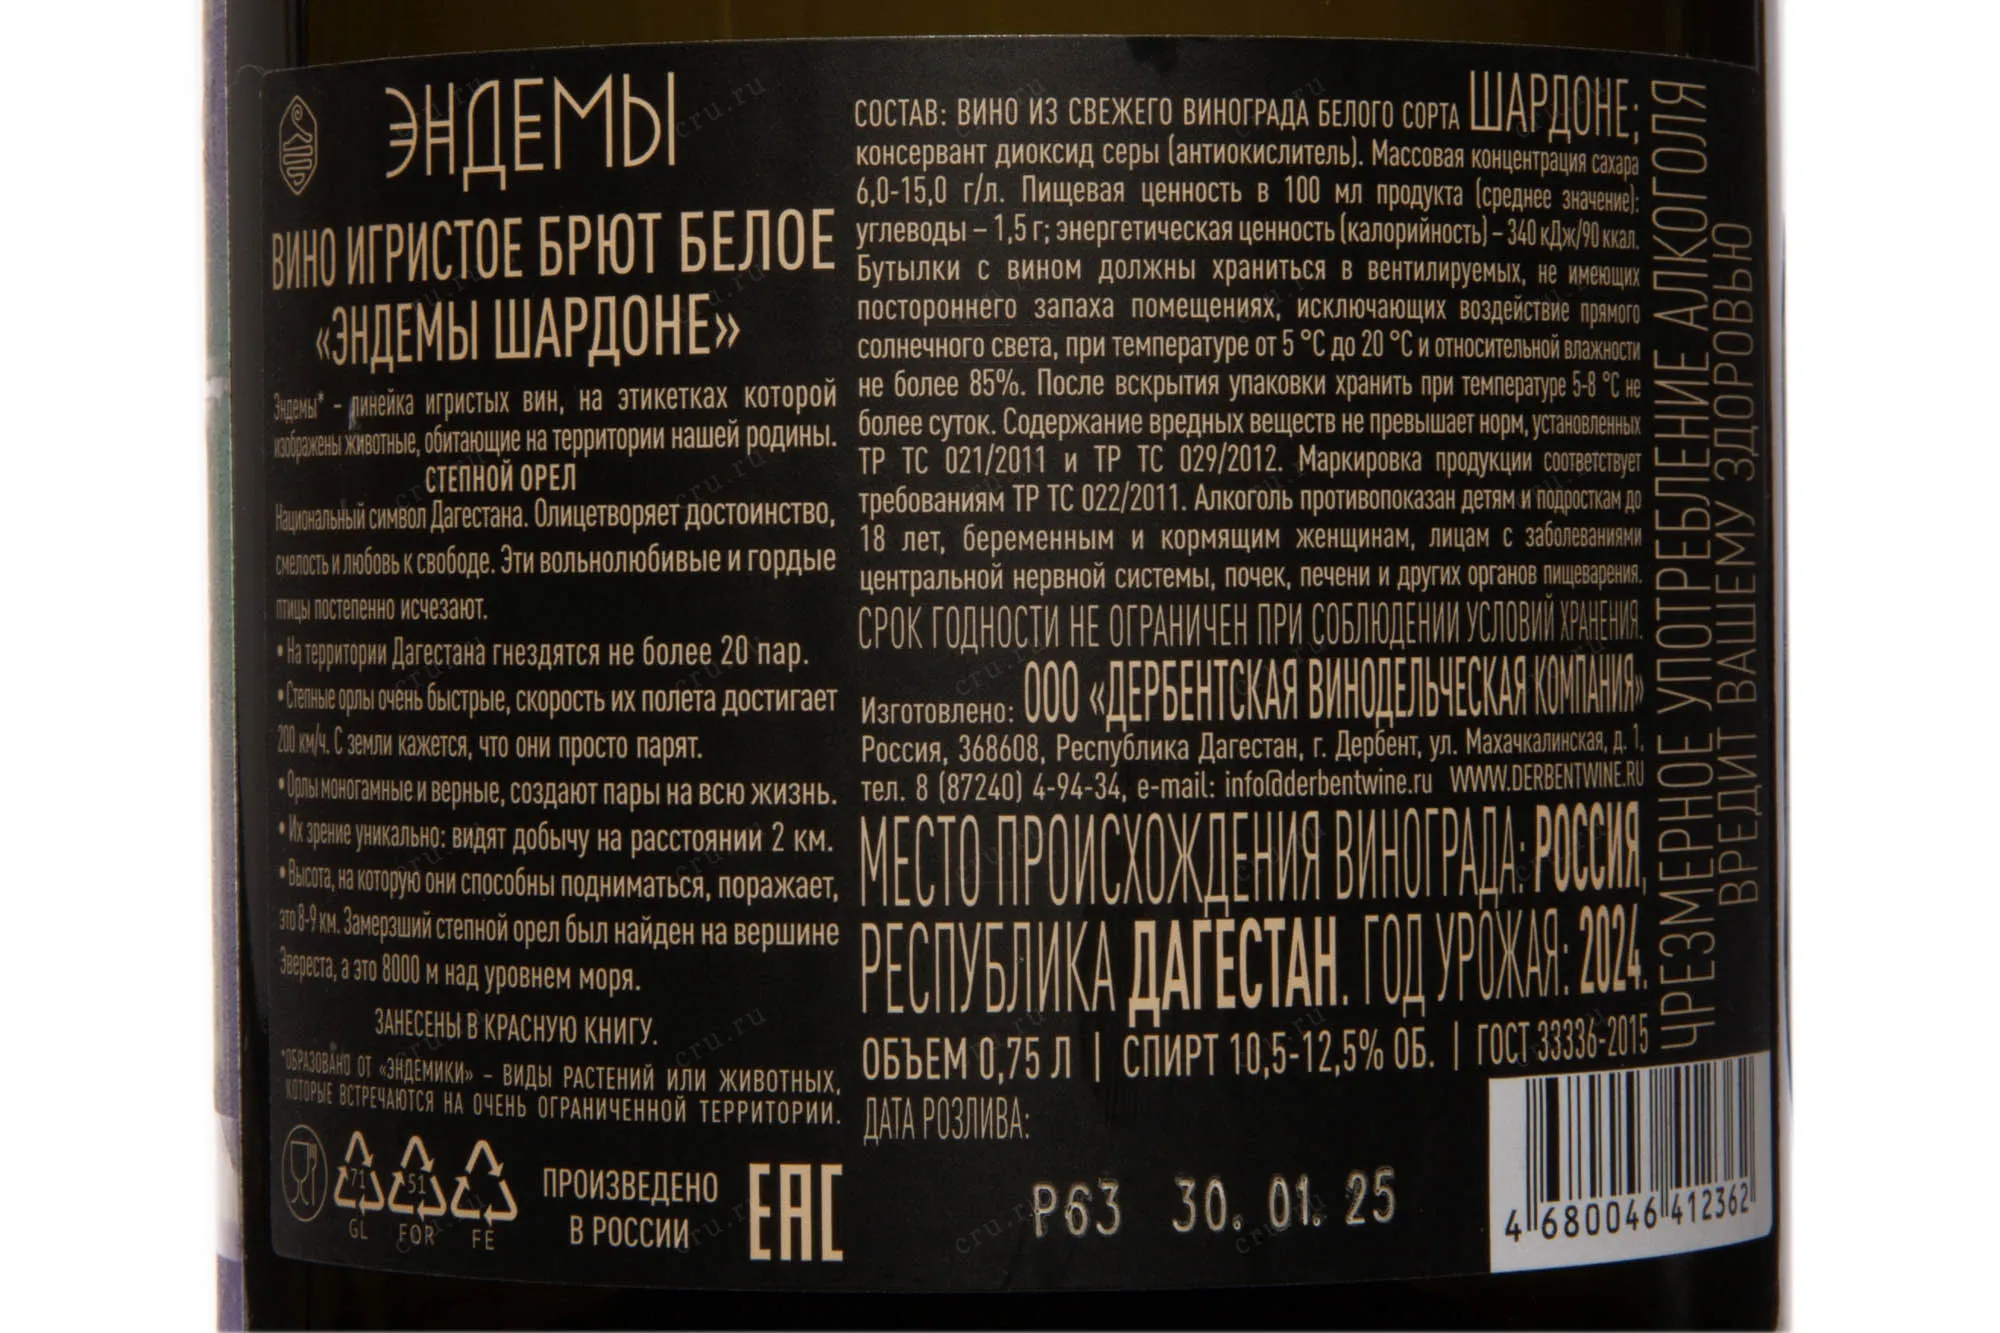 ЭНДЕМЫ
ВИНО ИГРИСТОЕ БРЮТ БЕЛОЕ
«ЭНДЕМЫ ШАРДОНЕ»
Эндемы* – линейка игристых вин, на этикетках которой
изображены животные, обитающие на территории нашей родины.
СТЕПНОЙ ОРЕЛ
Национальный символ Дагестана. Олицетворяет достоинство,
смелость и любовь к свободе. Эти вольнолюбивые и гордые
птицы постепенно исчезают.
• На территории Дагестана гнездятся не более 20 пар.
• Степные орлы очень быстрые, скорость их полета достигает
200 км/ч. С земли кажется, что они просто парят.
• Орлы моногамные и верные, создают пары на всю жизнь.
• Их зрение уникально: видят добычу на расстоянии 2 км.
• Высота, на которую они способны подниматься, поражает,
это 8-9 км. Замерзший степной орел был найден на вершине
Эвереста, а это 8000 м над уровнем моря.
ЗАНЕСЕНЫ В КРАСНУЮ КНИГУ.
*ОБРАЗОВАНО ОТ «ЭНДЕМИКИ» – ВИДЫ РАСТЕНИЙ ИЛИ ЖИВОТНЫХ,
КОТОРЫЕ ВСТРЕЧАЮТСЯ НА ОЧЕНЬ ОГРАНИЧЕННОЙ ТЕРРИТОРИИ.
71 51
GL FOR FE
ПРОИЗВЕДЕНО
В РОССИИ
ЕАС
СОСТАВ: ВИНО ИЗ СВЕЖЕГО ВИНОГРАДА БЕЛОГО СОРТА ШАРДОНЕ;
консервант диоксид серы (антиокислитель). Массовая концентрация сахара
6,0-15,0 г/л. Пищевая ценность в 100 мл продукта (среднее значение):
углеводы – 1,5 г; энергетическая ценность (калорийность) – 340 кДж/90 ккал.
Бутылки с вином должны храниться в вентилируемых, не имеющих
постороннего запаха помещениях, исключающих воздействие прямого
солнечного света, при температуре от 5 °C до 20 °C и относительной влажности
не более 85%. После вскрытия упаковки хранить при температуре 5-8 °C не
более суток. Содержание вредных веществ не превышает норм, установленных
ТР ТС 021/2011 и ТР ТС 029/2012. Маркировка продукции соответствует
требованиям ТР ТС 022/2011. Алкоголь противопоказан детям и подросткам до
18 лет, беременным и кормящим женщинам, лицам с заболеваниями
центральной нервной системы, почек, печени и других органов пищеварения.
СРОК ГОДНОСТИ НЕ ОГРАНИЧЕН ПРИ СОБЛЮДЕНИИ УСЛОВИЙ ХРАНЕНИЯ.
Изготовлено: ООО «ДЕРБЕНТСКАЯ ВИНОДЕЛЬЧЕСКАЯ КОМПАНИЯ»
Россия, 368608, Республика Дагестан, г. Дербент, ул. Махачкалинская, д. 1,
тел. 8 (87240) 4-94-34, e-mail: info@derbentwine.ru WWW.DERBENTWINE.RU
МЕСТО ПРОИСХОЖДЕНИЯ ВИНОГРАДА: РОССИЯ,
РЕСПУБЛИКА ДАГЕСТАН. ГОД УРОЖАЯ: 2024.
ОБЪЕМ 0,75 Л | СПИРТ 10,5-12,5% ОБ. | ГОСТ 33336-2015
ДАТА РОЗЛИВА:
Р63 30.01.25
ЧРЕЗМЕРНОЕ УПОТРЕБЛЕНИЕ АЛКОГОЛЯ
ВРЕДИТ ВАШЕМУ ЗДОРОВЬЮ
4 680046 412362
cru.ru